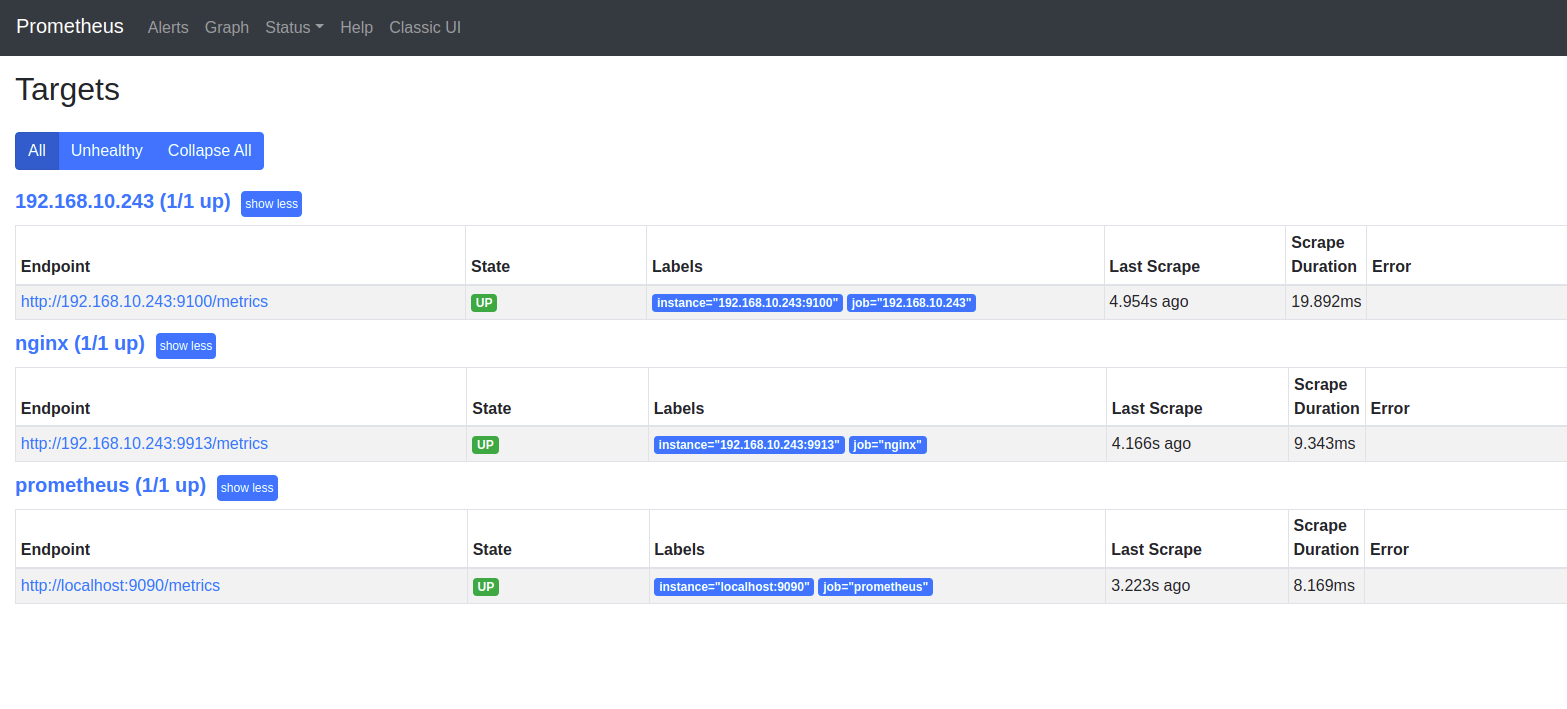 Prometheus Alerts Graph Status Help Classic UI
Targets
All Unhealthy Collapse All
192.168.10.243 (1/1 up) show less
Endpoint State Labels Last Scrape Scrape Duration Error
http://192.168.10.243:9100/metrics UP instance="192.168.10.243:9100" job="192.168.10.243" 4.954s ago 19.892ms
nginx (1/1 up) show less
Endpoint State Labels Last Scrape Scrape Duration Error
http://192.168.10.243:9913/metrics UP instance="192.168.10.243:9913" job="nginx" 4.166s ago 9.343ms
prometheus (1/1 up) show less
Endpoint State Labels Last Scrape Scrape Duration Error
http://localhost:9090/metrics UP instance="localhost:9090" job="prometheus" 3.223s ago 8.169ms